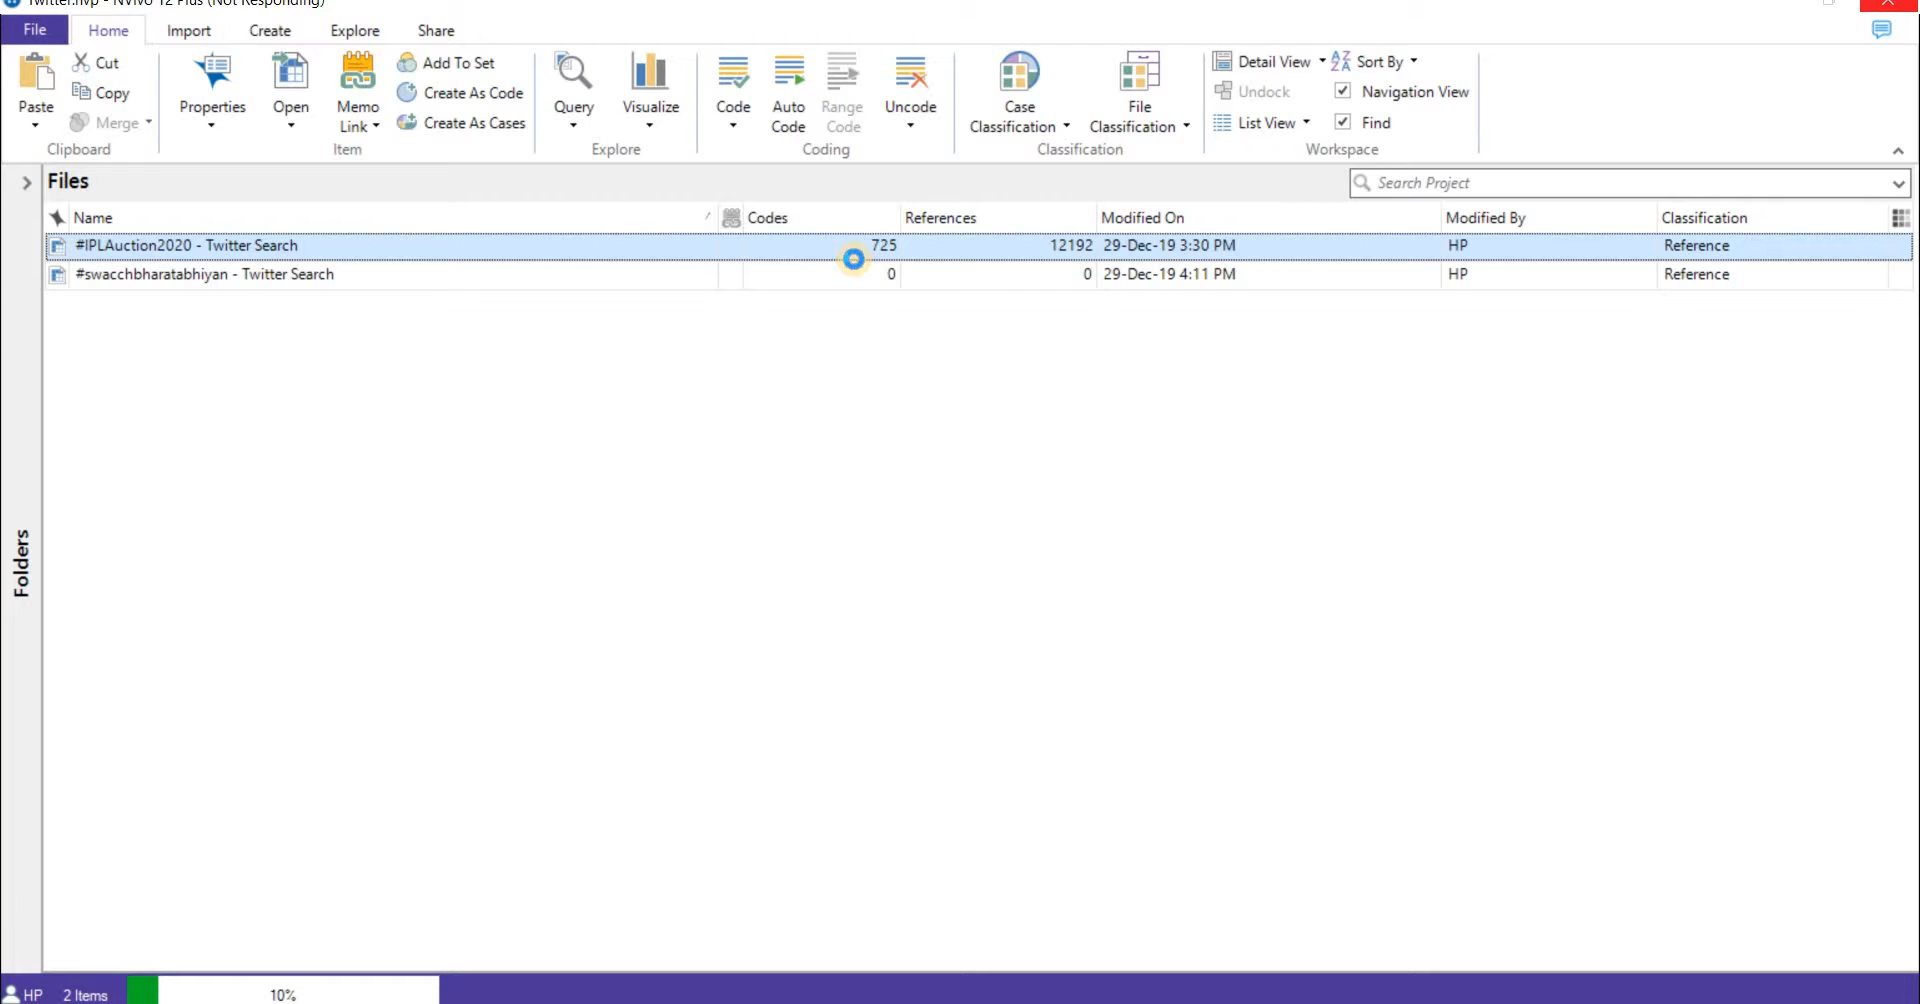 Twitter.nvp - NVivo 12 Plus (Not Responding)
File Home Import Create Explore Share
Paste Cut Copy Merge
Properties Open Memo Link
Add To Set
Create As Code
Create As Cases
Query Visualize
Code Auto Code Range Code Uncode
Case Classification File Classification
Detail View Sort By
Undock Navigation View
List View Find
Clipboard Item Explore Coding Classification Workspace
Files Search Project
Name Codes References Modified On Modified By Classification
#IPLAuction2020 - Twitter Search 725 12192 29-Dec-19 3:30 PM HP Reference
#swacchbharatabhiyan - Twitter Search 0 0 29-Dec-19 4:11 PM HP Reference
Folders
HP 2 Items 10%